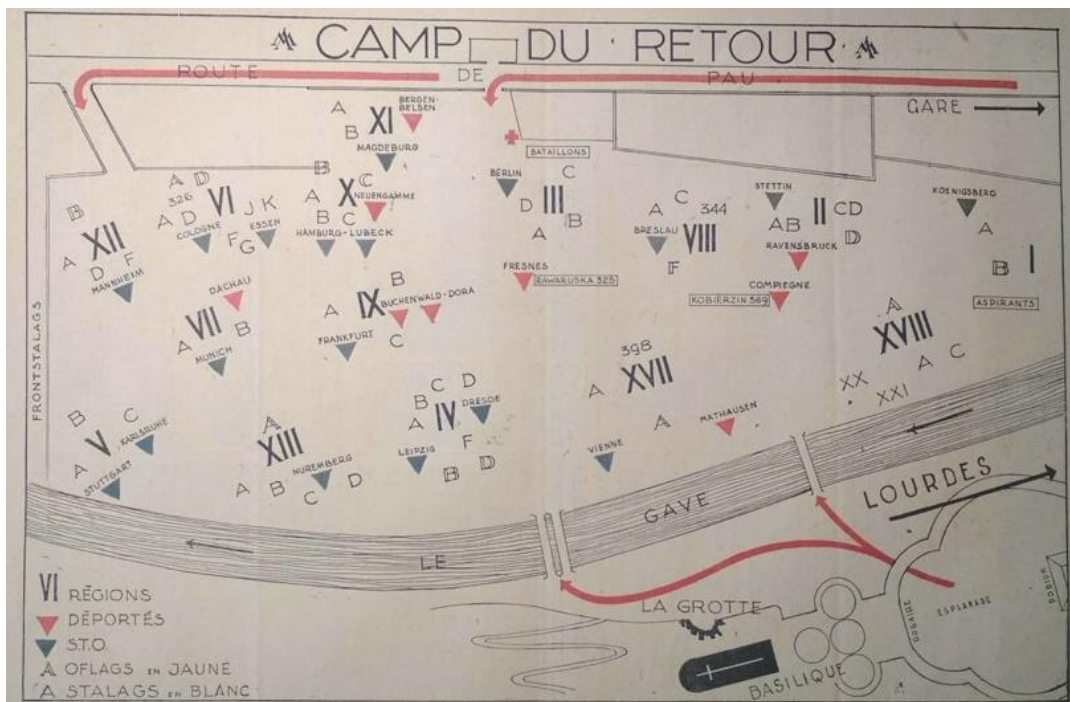 CAMP DU RETOUR
ROUTE DE PAU
GARE
FRONTSTALAGS
A
B
XI
BERGEN-
BELSEN
MAGDEBURG
BATAILLONS
B
A
X
C
NEUENGAMME
B C
HAMBURG-LUBECK
A D
326
VI
J K
A D
COLOGNE
F
G
ESSEN
B
XII
A
D F
MANNHEIM
BERLIN
C
D
III
B
A
FRESNES
RAWARUSKA 325
A
C
344
BRESLAU
VIII
F
STETTIN
II
CD
AB
D
RAVENSBRUCK
COMPIEGNE
KOBIERZIN 369
KOENIGSBERG
A
B
I
ASPIRANTS
DACHAU
VII
A
B
MUNICH
B
A
IX
BUCHENWALD-DORA
C
FRANKFURT
398
XVII
A
A
MATHAUSEN
VIENNE
A
XVIII
A C
XX
XXI
B
C
V
A
KARLSRUHE
STUTTGART
A
XIII
NUREMBERG
A B C D
B C D
A
IV
DRESDE
F
LEIPZIG
B D
LE GAVE
LOURDES
LA GROTTE
BASILIQUE
ROSAIRE
ESPLANADE
VI RÉGIONS
DÉPORTÉS
S.T.O.
A OFLAGS EN JAUNE
A STALAGS EN BLANC